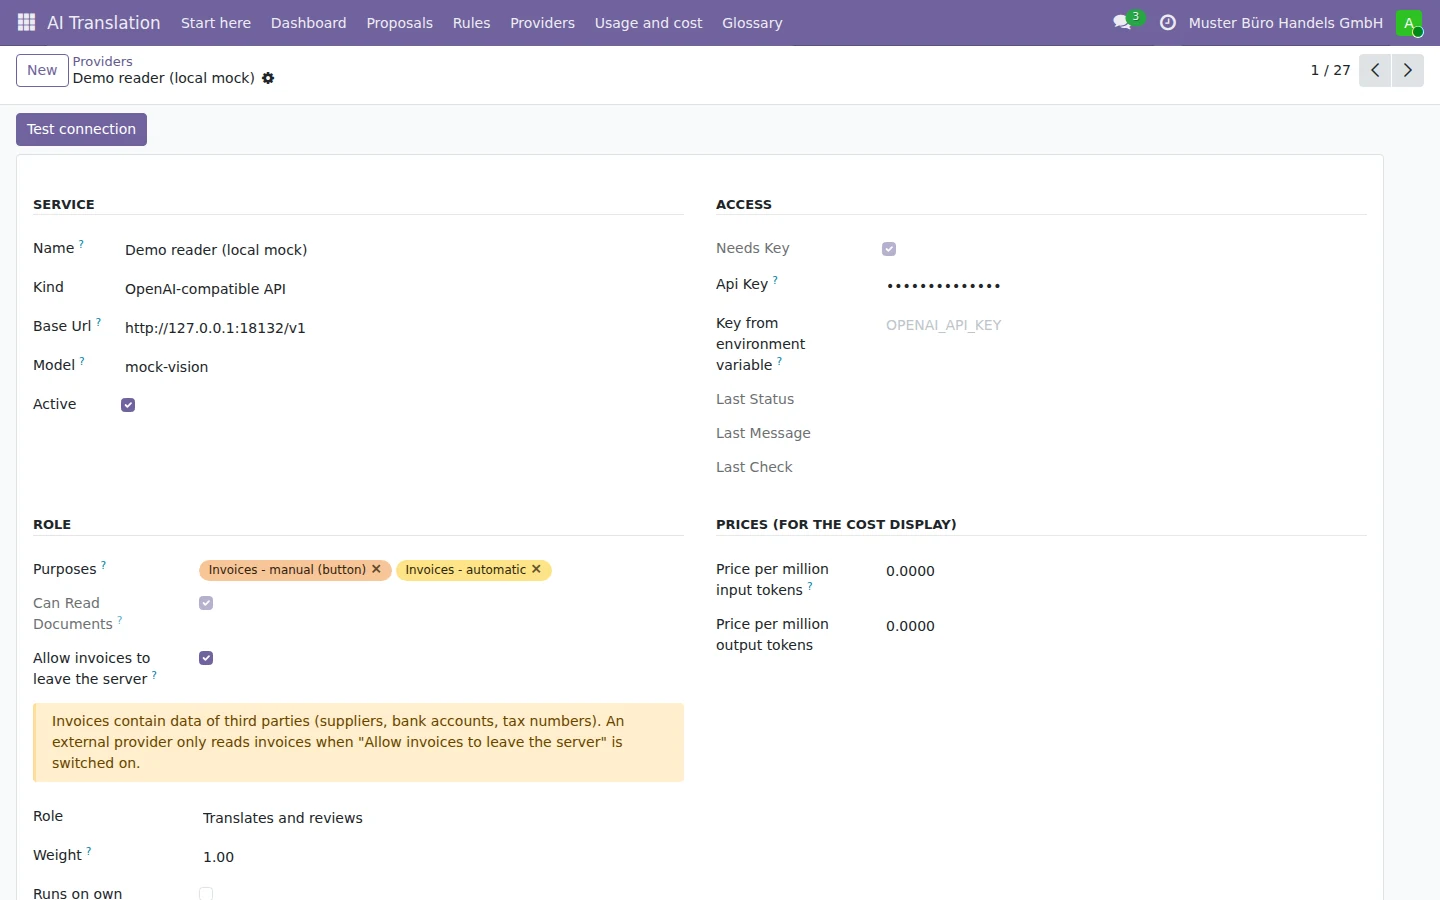 AI Translation Start here Dashboard Proposals Rules Providers Usage and cost Glossary 3 Muster Büro Handels GmbH A
New Providers
Demo reader (local mock) 1 / 27
Test connection
SERVICE
Name ? Demo reader (local mock)
Kind OpenAI-compatible API
Base Url ? http://127.0.0.1:18132/v1
Model ? mock-vision
Active
ACCESS
Needs Key
Api Key ? ••••••••••••••
Key from
environment
variable ? OPENAI_API_KEY
Last Status
Last Message
Last Check
ROLE
Purposes ? Invoices - manual (button) × Invoices - automatic ×
Can Read
Documents ?
Allow invoices to
leave the server ?
Invoices contain data of third parties (suppliers, bank accounts, tax numbers). An
external provider only reads invoices when "Allow invoices to leave the server" is
switched on.
Role Translates and reviews
Weight ? 1.00
Runs on own
PRICES (FOR THE COST DISPLAY)
Price per million
input tokens ? 0.0000
Price per million
output tokens 0.0000